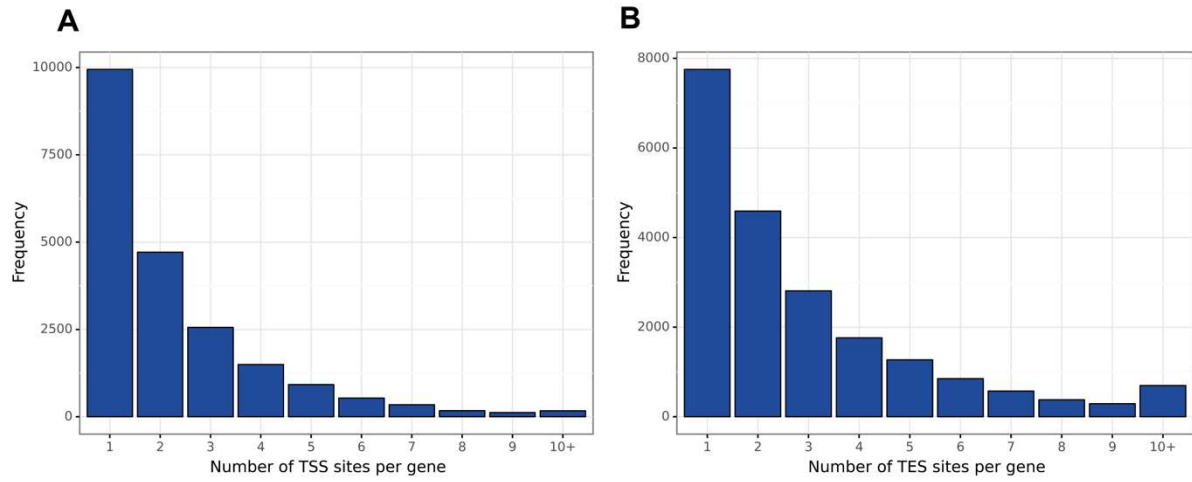 A
10000
7500
5000
2500
0
Frequency
1 2 3 4 5 6 7 8 9 10+
Number of TSS sites per gene
B
8000
6000
4000
2000
0
Frequency
1 2 3 4 5 6 7 8 9 10+
Number of TES sites per gene